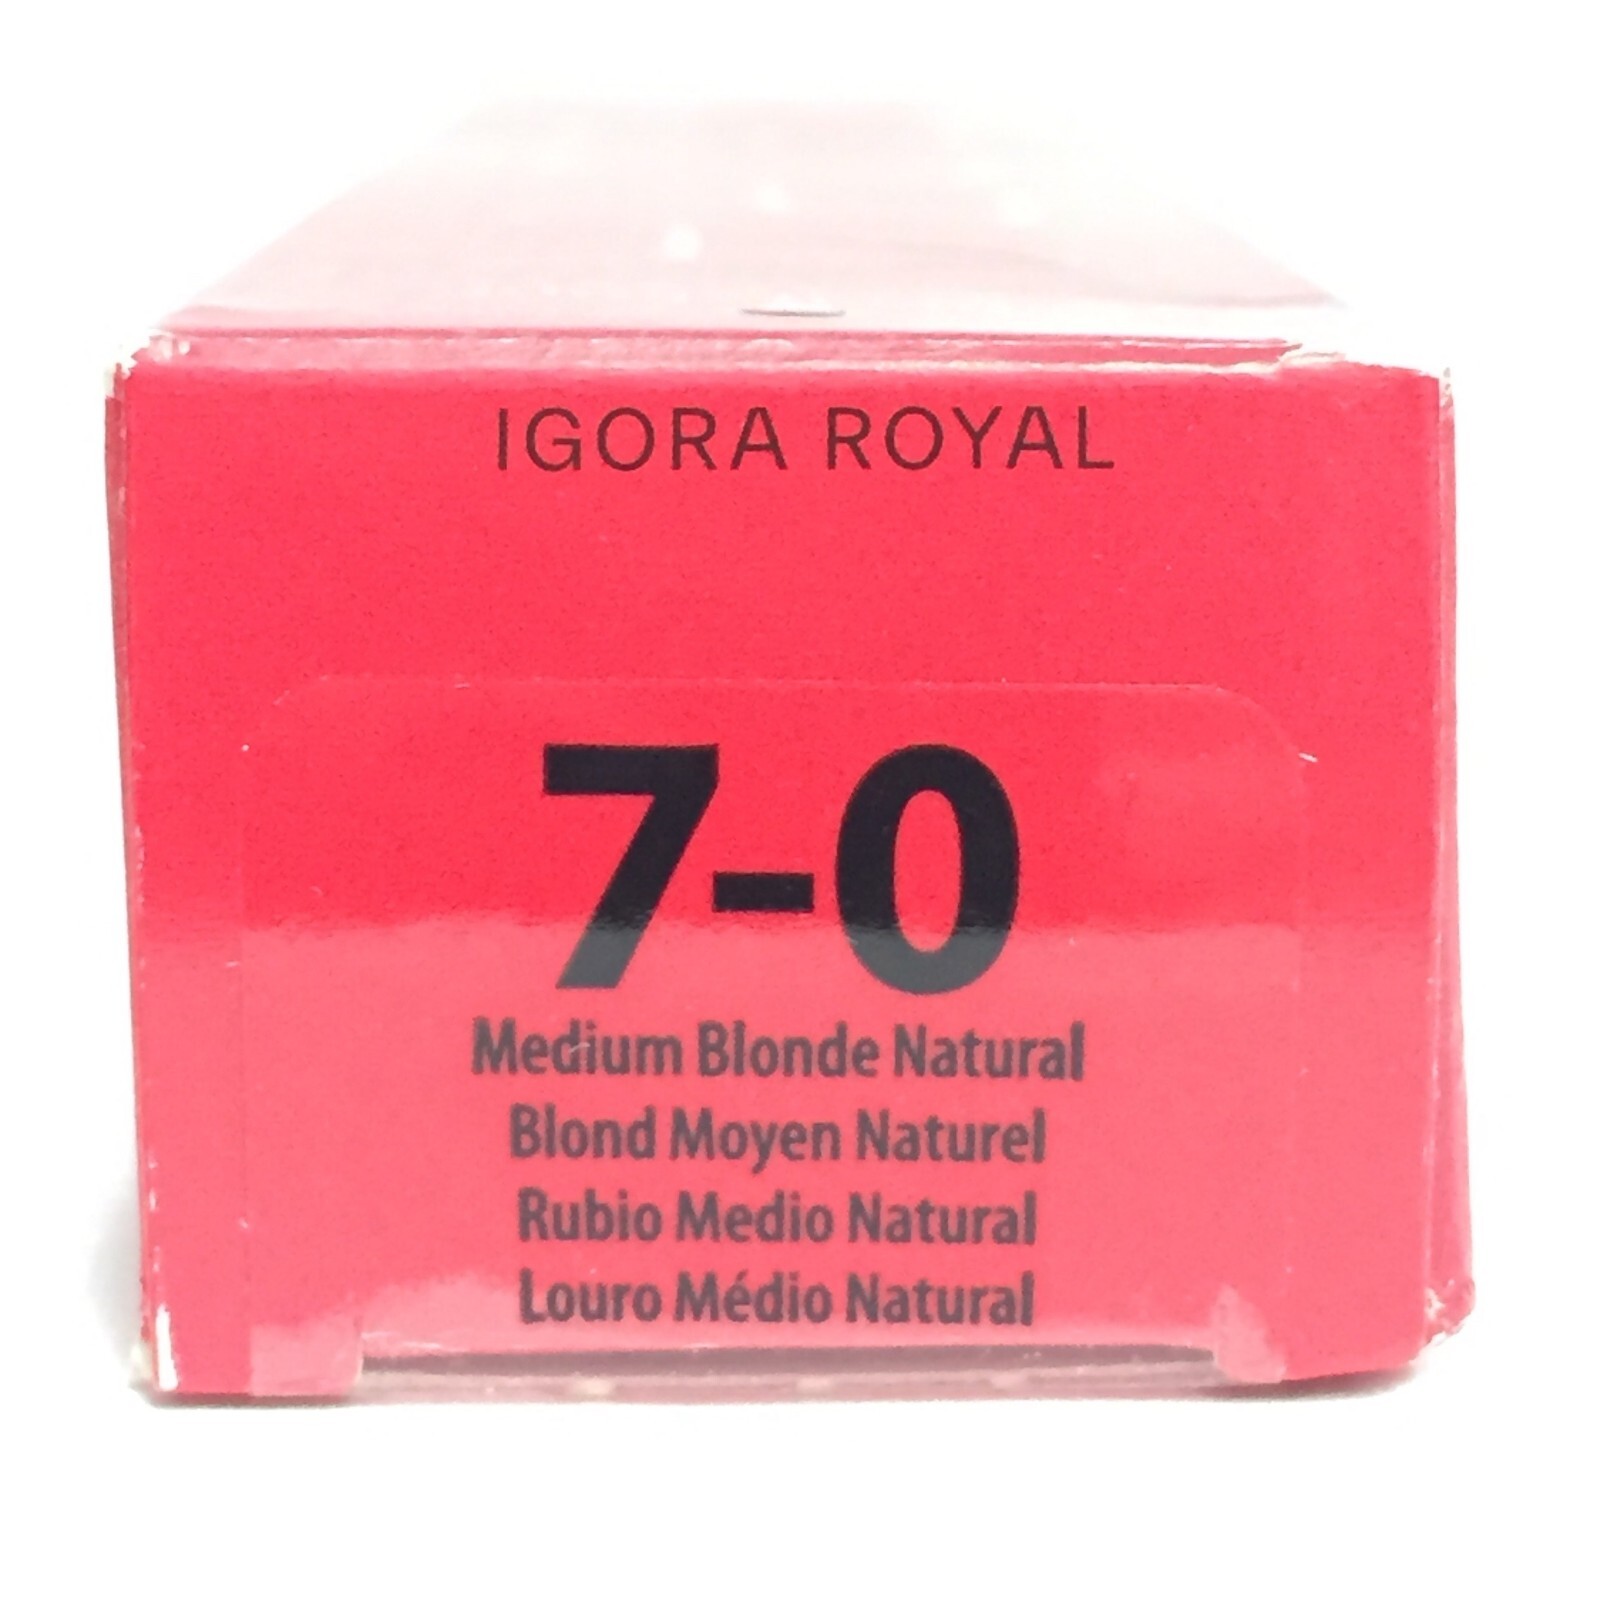 IGORA ROYAL
7-0
Medium Blonde Natural
Blond Moyen Naturel
Rubio Medio Natural
Louro Médio Natural